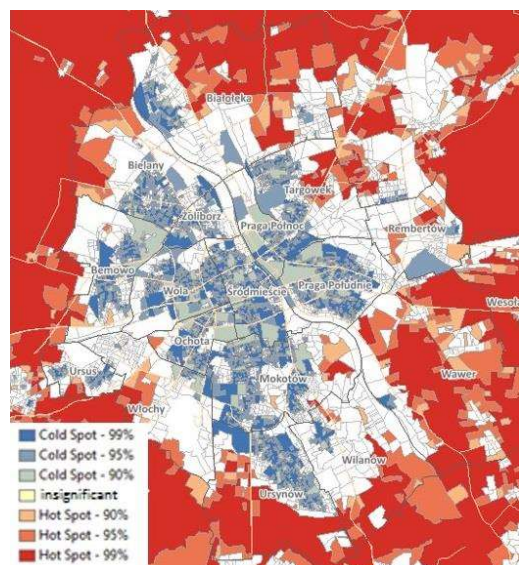 Białołęka
Bielany
Targówek
Żoliborz
Praga Północ
Rembertów
Bemowo
Wola
Śródmieście
Praga Południe
Wesoła
Ochota
Ursus
Mokotów
Wawer
Włochy
Wilanów
Ursynów
Cold Spot - 99%
Cold Spot - 95%
Cold Spot - 90%
insignificant
Hot Spot - 90%
Hot Spot - 95%
Hot Spot - 99%